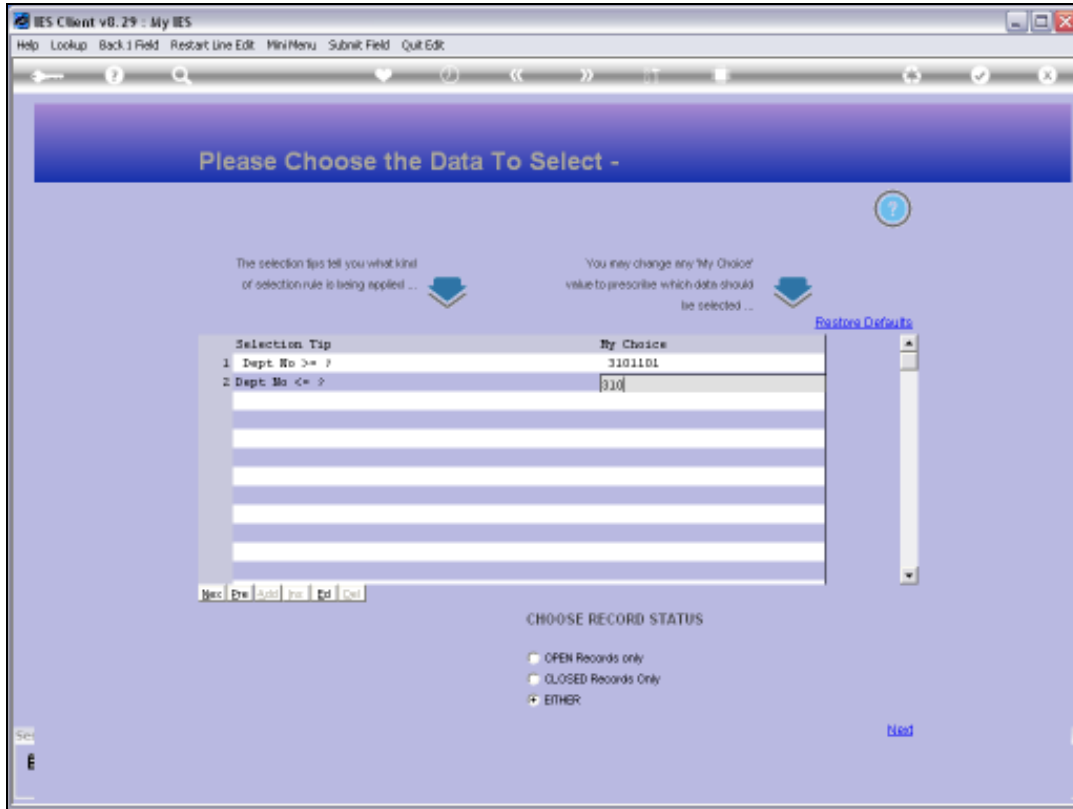 IES Client v8.29 : My IES
Help Lookup Back 1 Field Restart Line Edit MiniMenu Submit Field Quit Edit
Please Choose the Data To Select -
The selection tips tell you what kind
of selection rule is being applied ...
You may change any 'My Choice'
value to prescribe which data should
be selected ...
Restore Defaults
Selection Tip My Choice
1 Dept No >= ? 3101101
2 Dept No <= ? 310
Nex Pre Add Ins Ed Del
CHOOSE RECORD STATUS
OPEN Records only
CLOSED Records Only
EITHER
Next